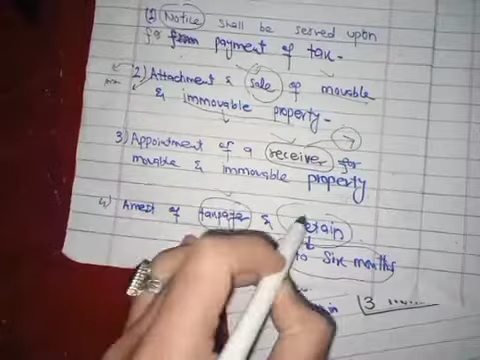 (1) Notice shall be served upon
for payment of tax-
2) Attachment & sale of movable
& immovable property-
3) Appointment of a receiver for
movable & immovable property
4) Arrest of taxpayer & detain
to six months
3 ......